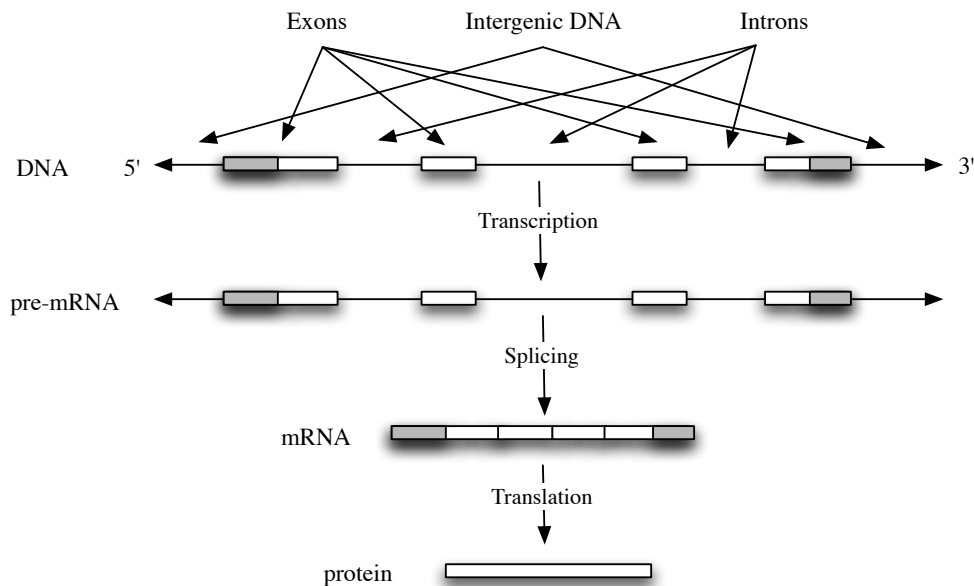 Exons Intergenic DNA Introns
DNA 5' 3'
Transcription
pre-mRNA
Splicing
mRNA
Translation
protein